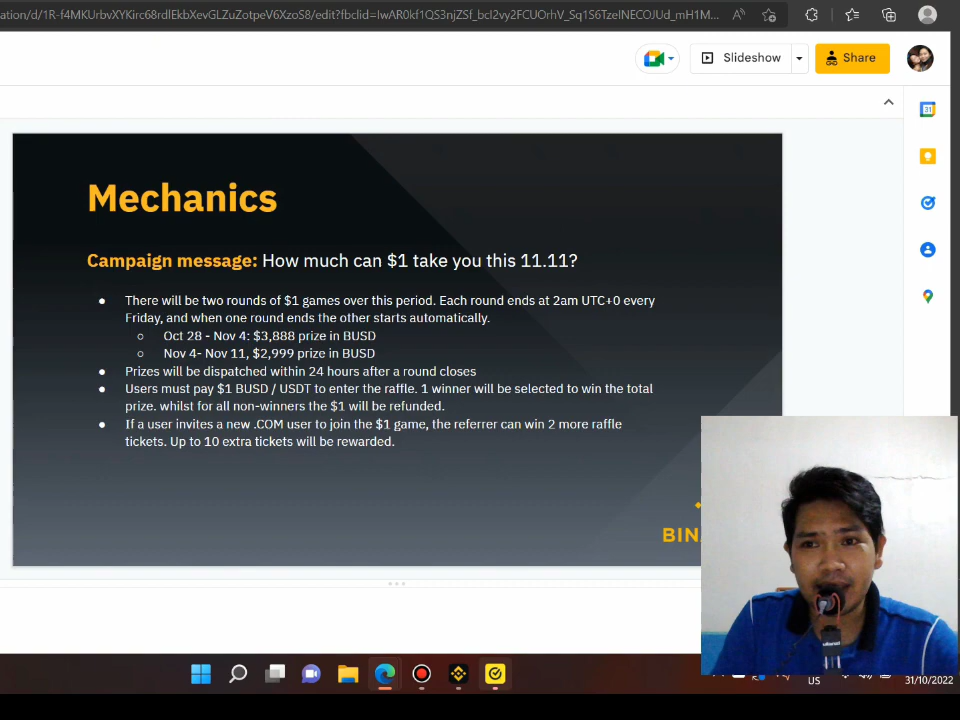 Slideshow
Share
31
Mechanics
Campaign message: How much can $1 take you this 11.11?
● There will be two rounds of $1 games over this period. Each round ends at 2am UTC+0 every
Friday, and when one round ends the other starts automatically.
○ Oct 28 - Nov 4: $3,888 prize in BUSD
○ Nov 4- Nov 11, $2,999 prize in BUSD
● Prizes will be dispatched within 24 hours after a round closes
● Users must pay $1 BUSD / USDT to enter the raffle. 1 winner will be selected to win the total
prize. whilst for all non-winners the $1 will be refunded.
● If a user invites a new .COM user to join the $1 game, the referrer can win 2 more raffle
tickets. Up to 10 extra tickets will be rewarded.
BIN
US
31/10/2022